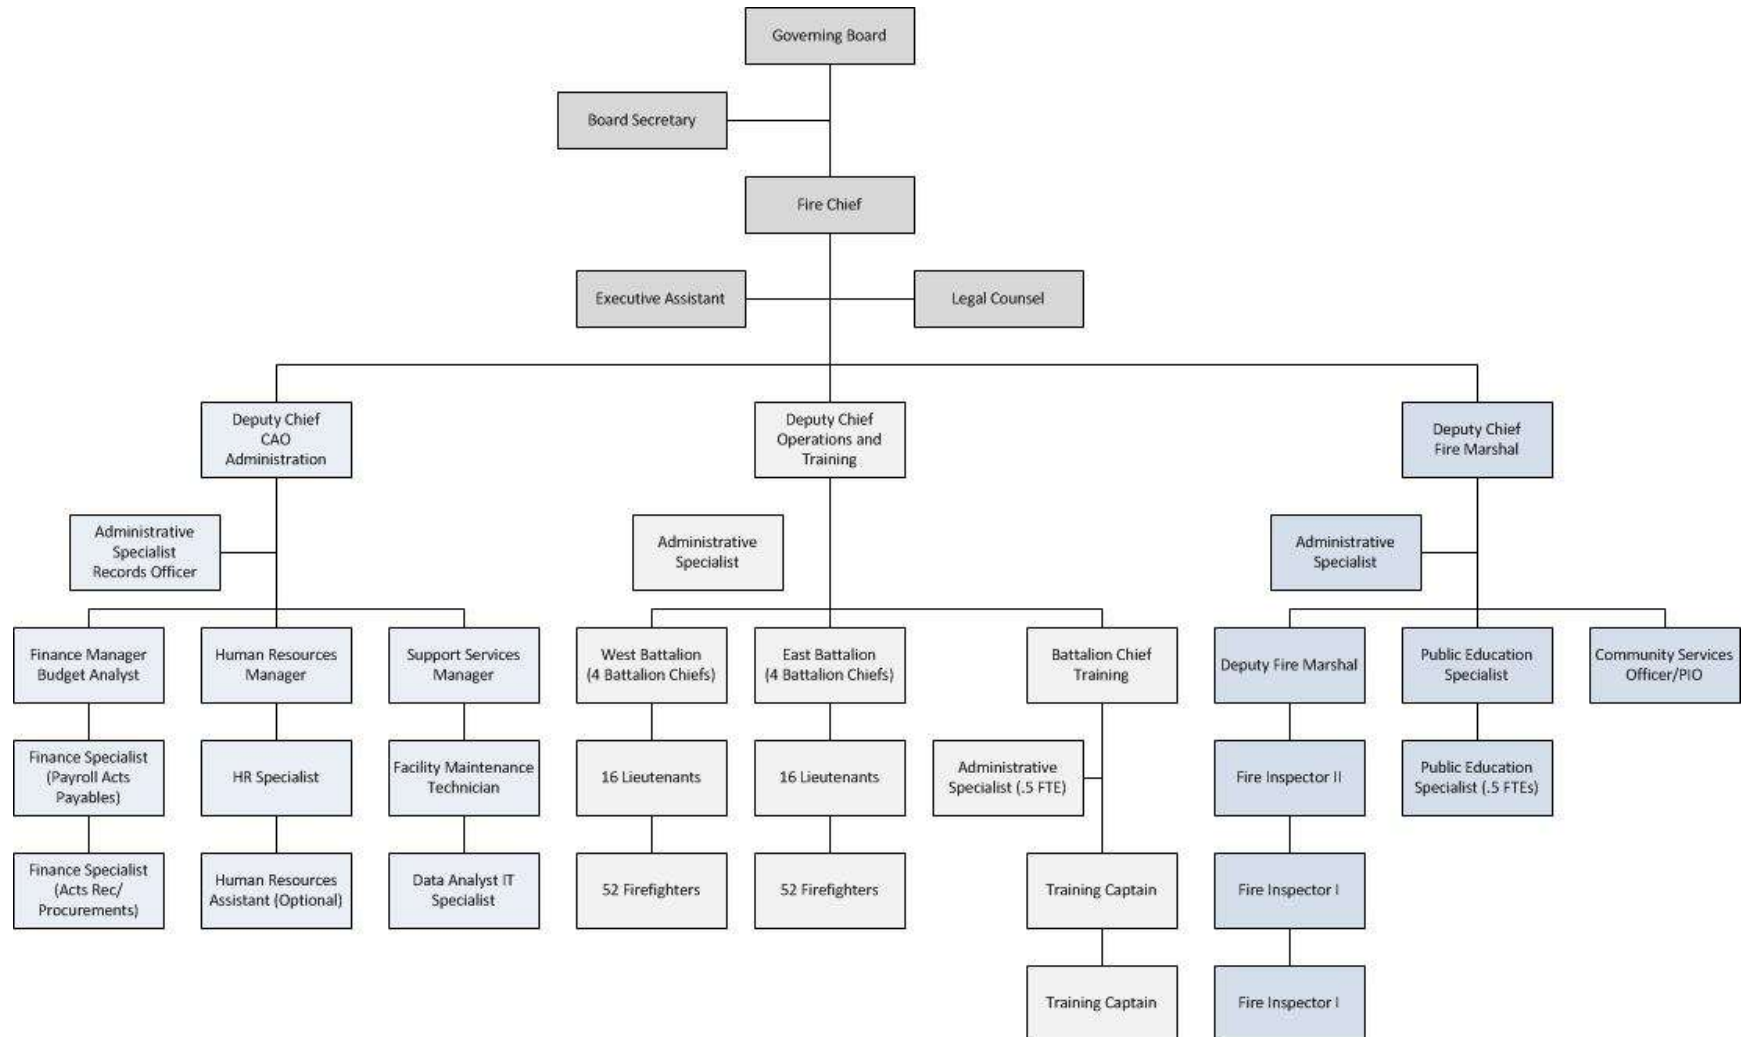 Governing Board
Board Secretary
Fire Chief
Executive Assistant
Legal Counsel
Deputy Chief
CAO
Administration
Deputy Chief
Operations and
Training
Deputy Chief
Fire Marshal
Administrative
Specialist
Records Officer
Administrative
Specialist
Administrative
Specialist
Finance Manager
Budget Analyst
Human Resources
Manager
Support Services
Manager
West Battalion
(4 Battalion Chiefs)
East Battalion
(4 Battalion Chiefs)
Battalion Chief
Training
Deputy Fire Marshal
Public Education
Specialist
Community Services
Officer/PIO
Finance Specialist
(Payroll Acts
Payables)
HR Specialist
Facility Maintenance
Technician
16 Lieutenants
16 Lieutenants
Administrative
Specialist (.5 FTE)
Fire Inspector II
Public Education
Specialist (.5 FTEs)
Finance Specialist
(Acts Rec/
Procurements)
Human Resources
Assistant (Optional)
Data Analyst IT
Specialist
52 Firefighters
52 Firefighters
Training Captain
Fire Inspector I
Training Captain
Fire Inspector I